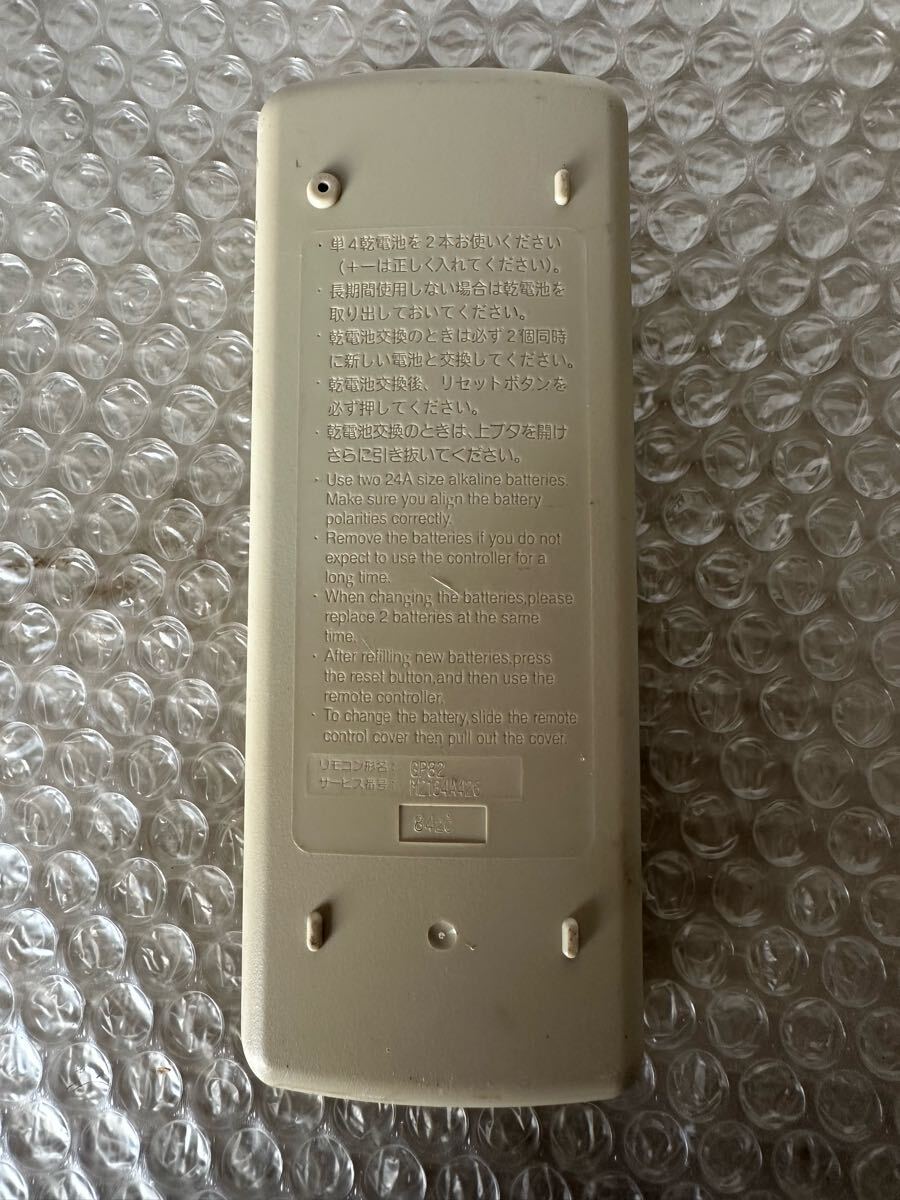 ・単4乾電池を2本お使いください
(+ーは正しく入れてください)。
・長期間使用しない場合は乾電池を
取り出しておいてください。
・乾電池交換のときは必ず2個同時
に新しい電池と交換してください。
・乾電池交換後、リセットボタンを
必ず押してください。
・乾電池交換のときは、上ブタを開け
さらに引き抜いてください。
・Use two 24A size alkaline batteries.
Make sure you align the battery
polarities correctly.
・Remove the batteries if you do not
expect to use the controller for a
long time.
・When changing the batteries,please
replace 2 batteries at the same
time.
・After refilling new batteries,press
the reset button,and then use the
remote controller.
・To change the battery,slide the remote
control cover then pull out the cover.
リモコン形名: GP82
サービス番号: M21